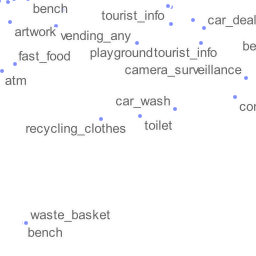 bench
tourist_info
car_deal
artwork
vending_any
playground
tourist_info
be
fast_food
camera_surveillance
atm
car_wash
cor
recycling_clothes
toilet
waste_basket
bench